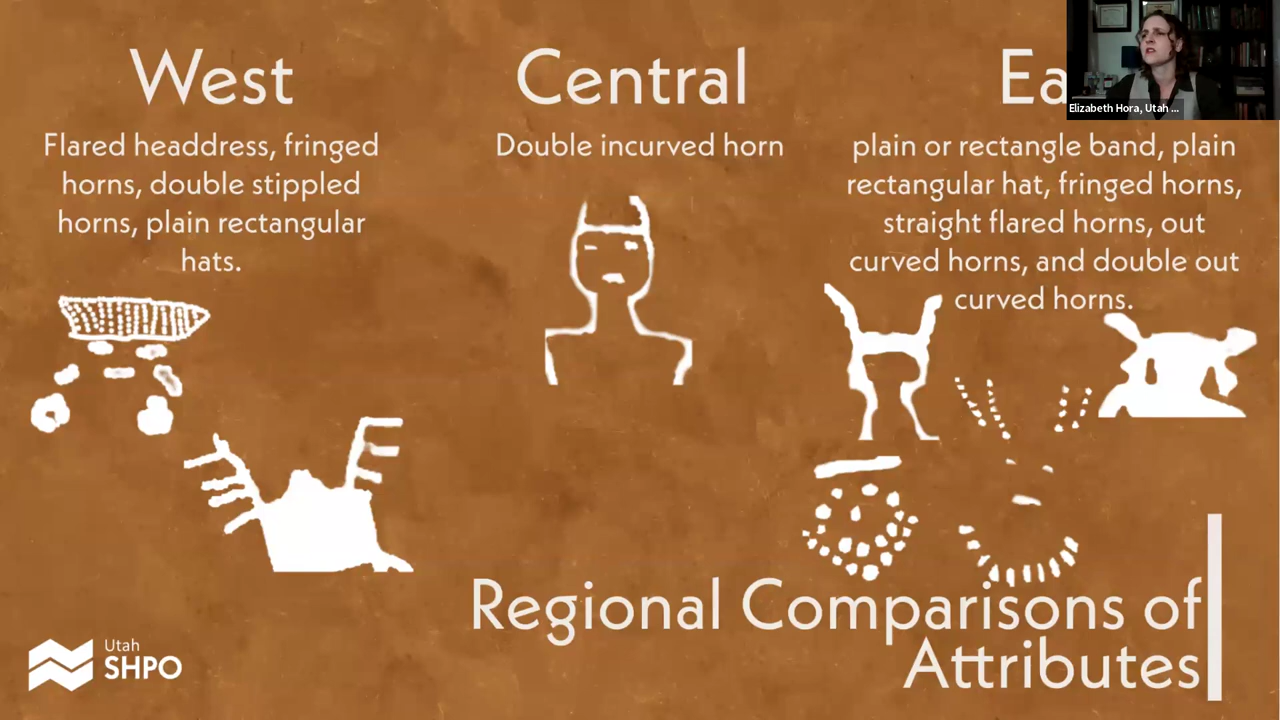 West
Flared headdress, fringed
horns, double stippled
horns, plain rectangular
hats.
Central
Double incurved horn
Ea
plain or rectangle band, plain
rectangular hat, fringed horns,
straight flared horns, out
curved horns, and double out
curved horns.
Elizabeth Hora, Utah ...
Regional Comparisons of
Attributes
Utah
SHPO